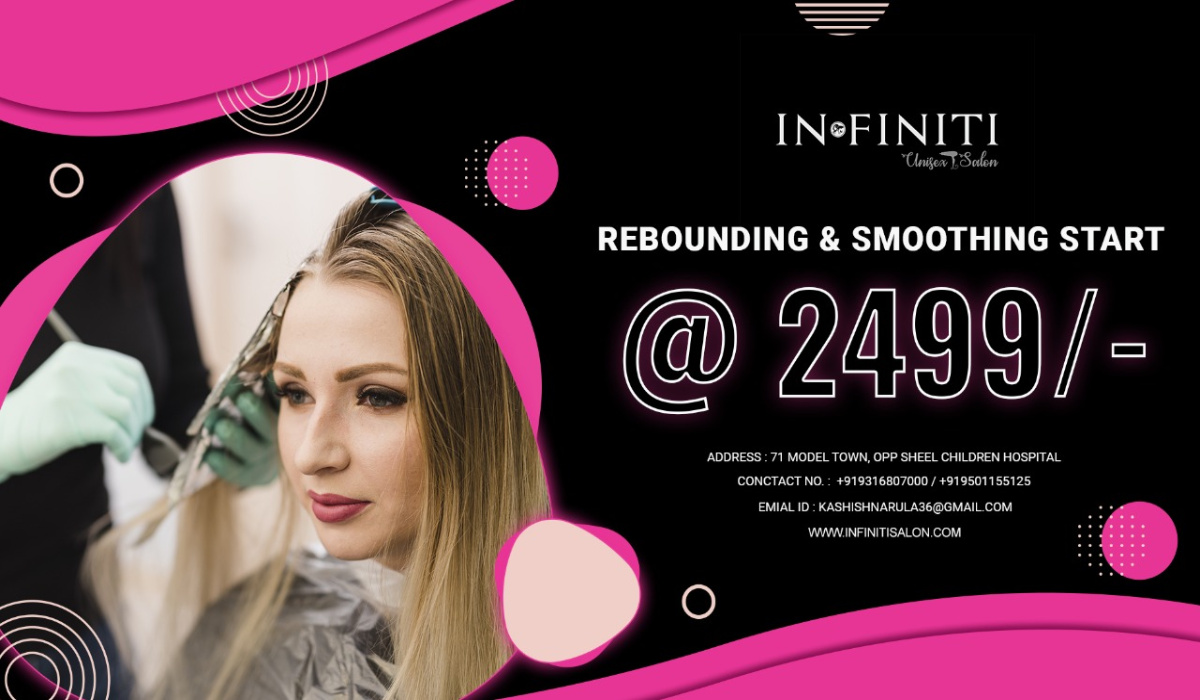 IN FINITI
Unisex Salon
REBOUNDING & SMOOTHING START
@ 2499/-
ADDRESS : 71 MODEL TOWN, OPP SHEEL CHILDREN HOSPITAL
CONCTACT NO. : +919316807000 / +919501155125
EMIAL ID : KASHISHNARULA36@GMAIL.COM
WWW.INFINITISALON.COM